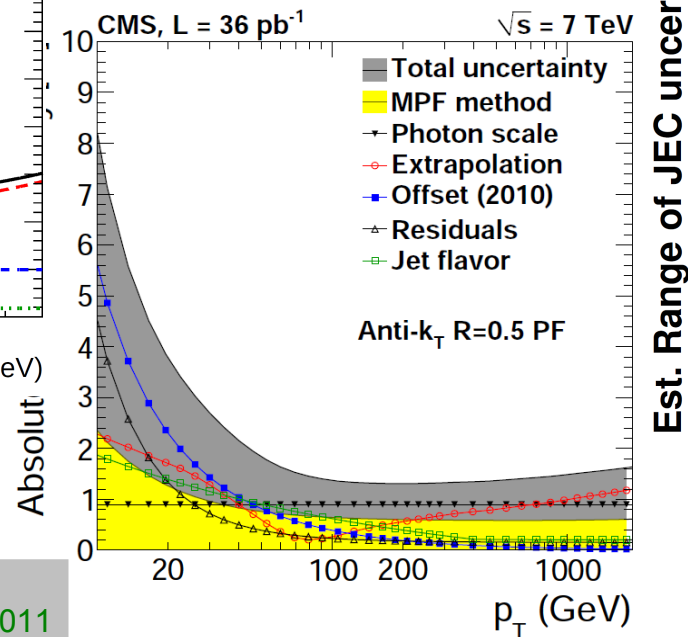 CMS, L = 36 pb⁻¹
√s = 7 TeV
Total uncertainty
MPF method
Photon scale
Extrapolation
Offset (2010)
Residuals
Jet flavor
Anti-kT R=0.5 PF
10
9
8
7
6
5
4
3
2
1
0
20
100
200
1000
pT (GeV)
eV)
Absolut
Est. Range of JEC uncer
011